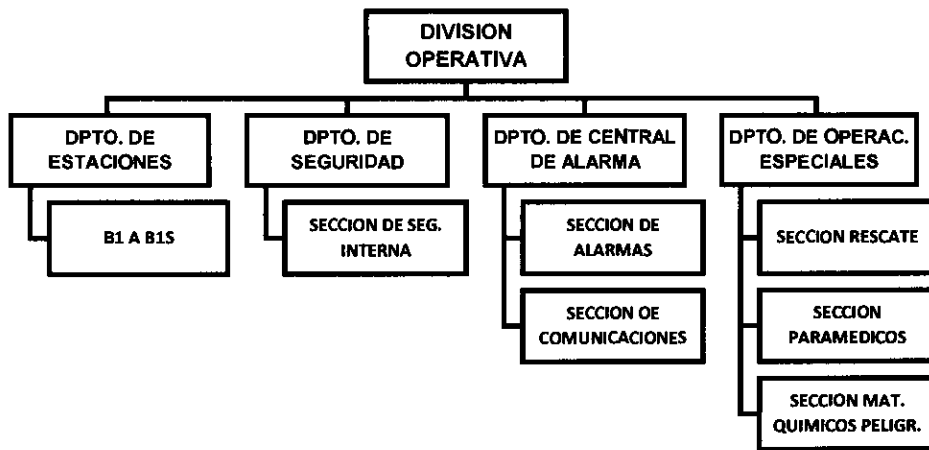 DIVISION
OPERATIVA
DPTO. DE
ESTACIONES
DPTO. DE
SEGURIDAD
DPTO. DE CENTRAL
DE ALARMA
DPTO. DE OPERAC.
ESPECIALES
B1 A B1S
SECCION DE SEG.
INTERNA
SECCION DE
ALARMAS
SECCION RESCATE
SECCION DE
COMUNICACIONES
SECCION
PARAMEDICOS
SECCION MAT.
QUIMICOS PELIGR.